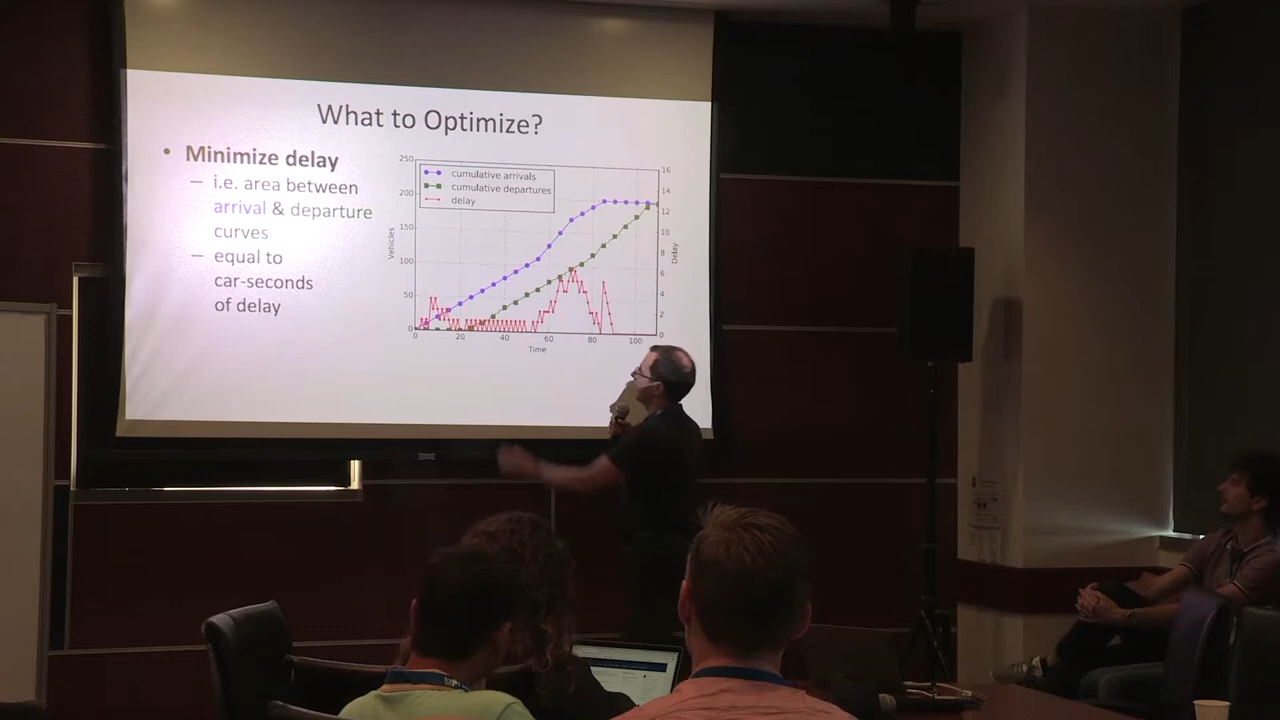 What to Optimize?
• Minimize delay
– i.e. area between
arrival & departure
curves
– equal to
car-seconds
of delay
cumulative arrivals
cumulative departures
delay
Vehicles
250
200
150
100
50
0
0 20 40 60 80 100
Time
16
14
12
10
8
6
4
2
0
Delay